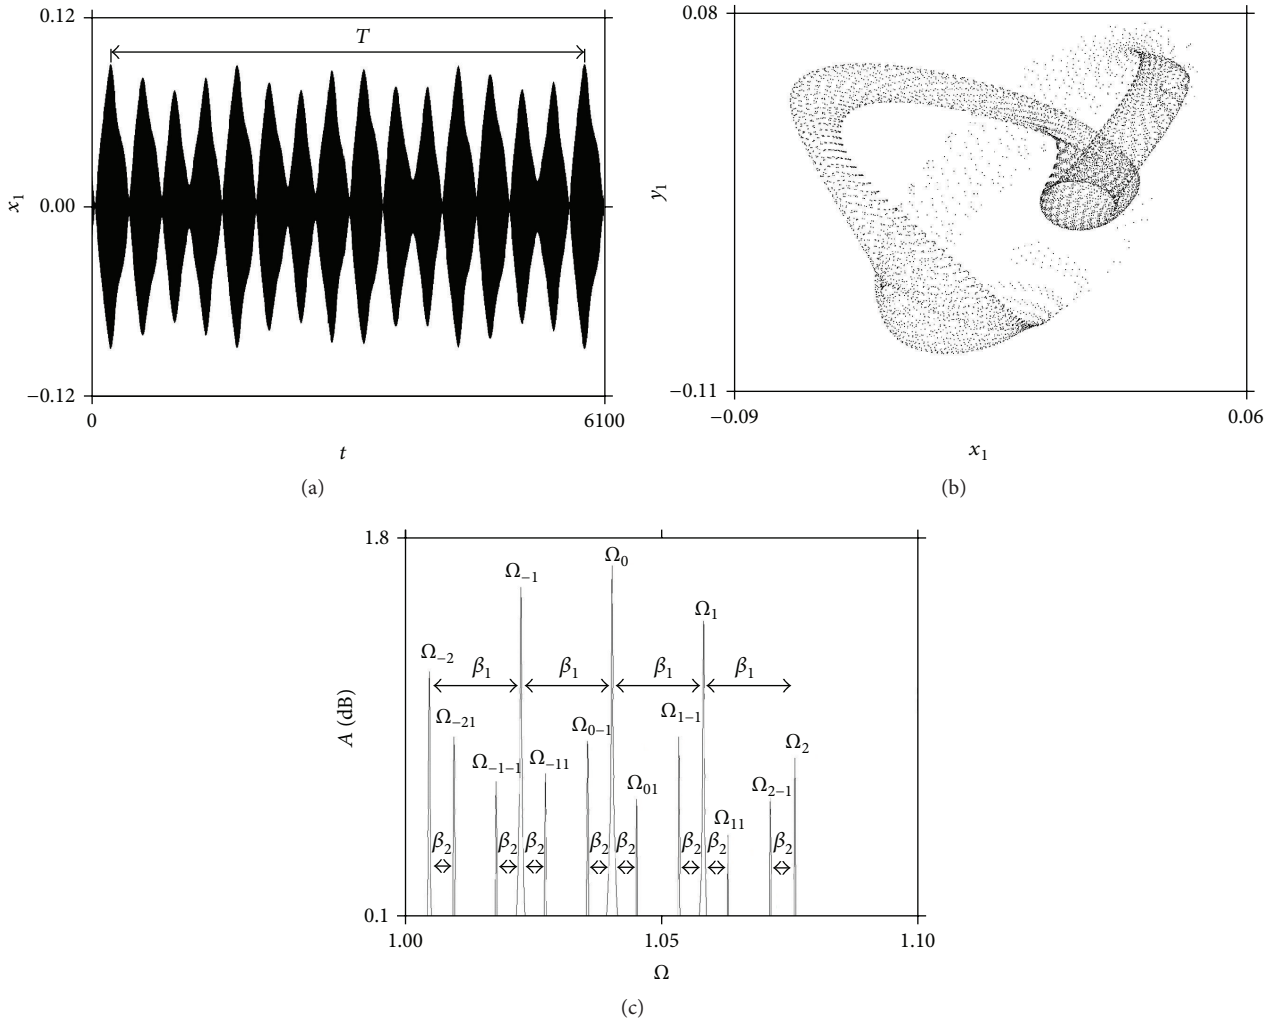 0.12
T
x₁
0.00
−0.12
0
6100
t
(a)
0.08
y₁
−0.11
−0.09
0.06
x₁
(b)
1.8
Ω₀
Ω₋₁
Ω₁
Ω₋₂
β₁
β₁
β₁
β₁
A (dB)
Ω₋₂₁
Ω₁₋₁
Ω₀₋₁
Ω₂
Ω₋₁₋₁
Ω₋₁₁
Ω₀₁
Ω₂₋₁
Ω₁₁
β₂
β₂
β₂
β₂
β₂
β₂
β₂
β₂
0.1
1.00
1.05
1.10
Ω
(c)